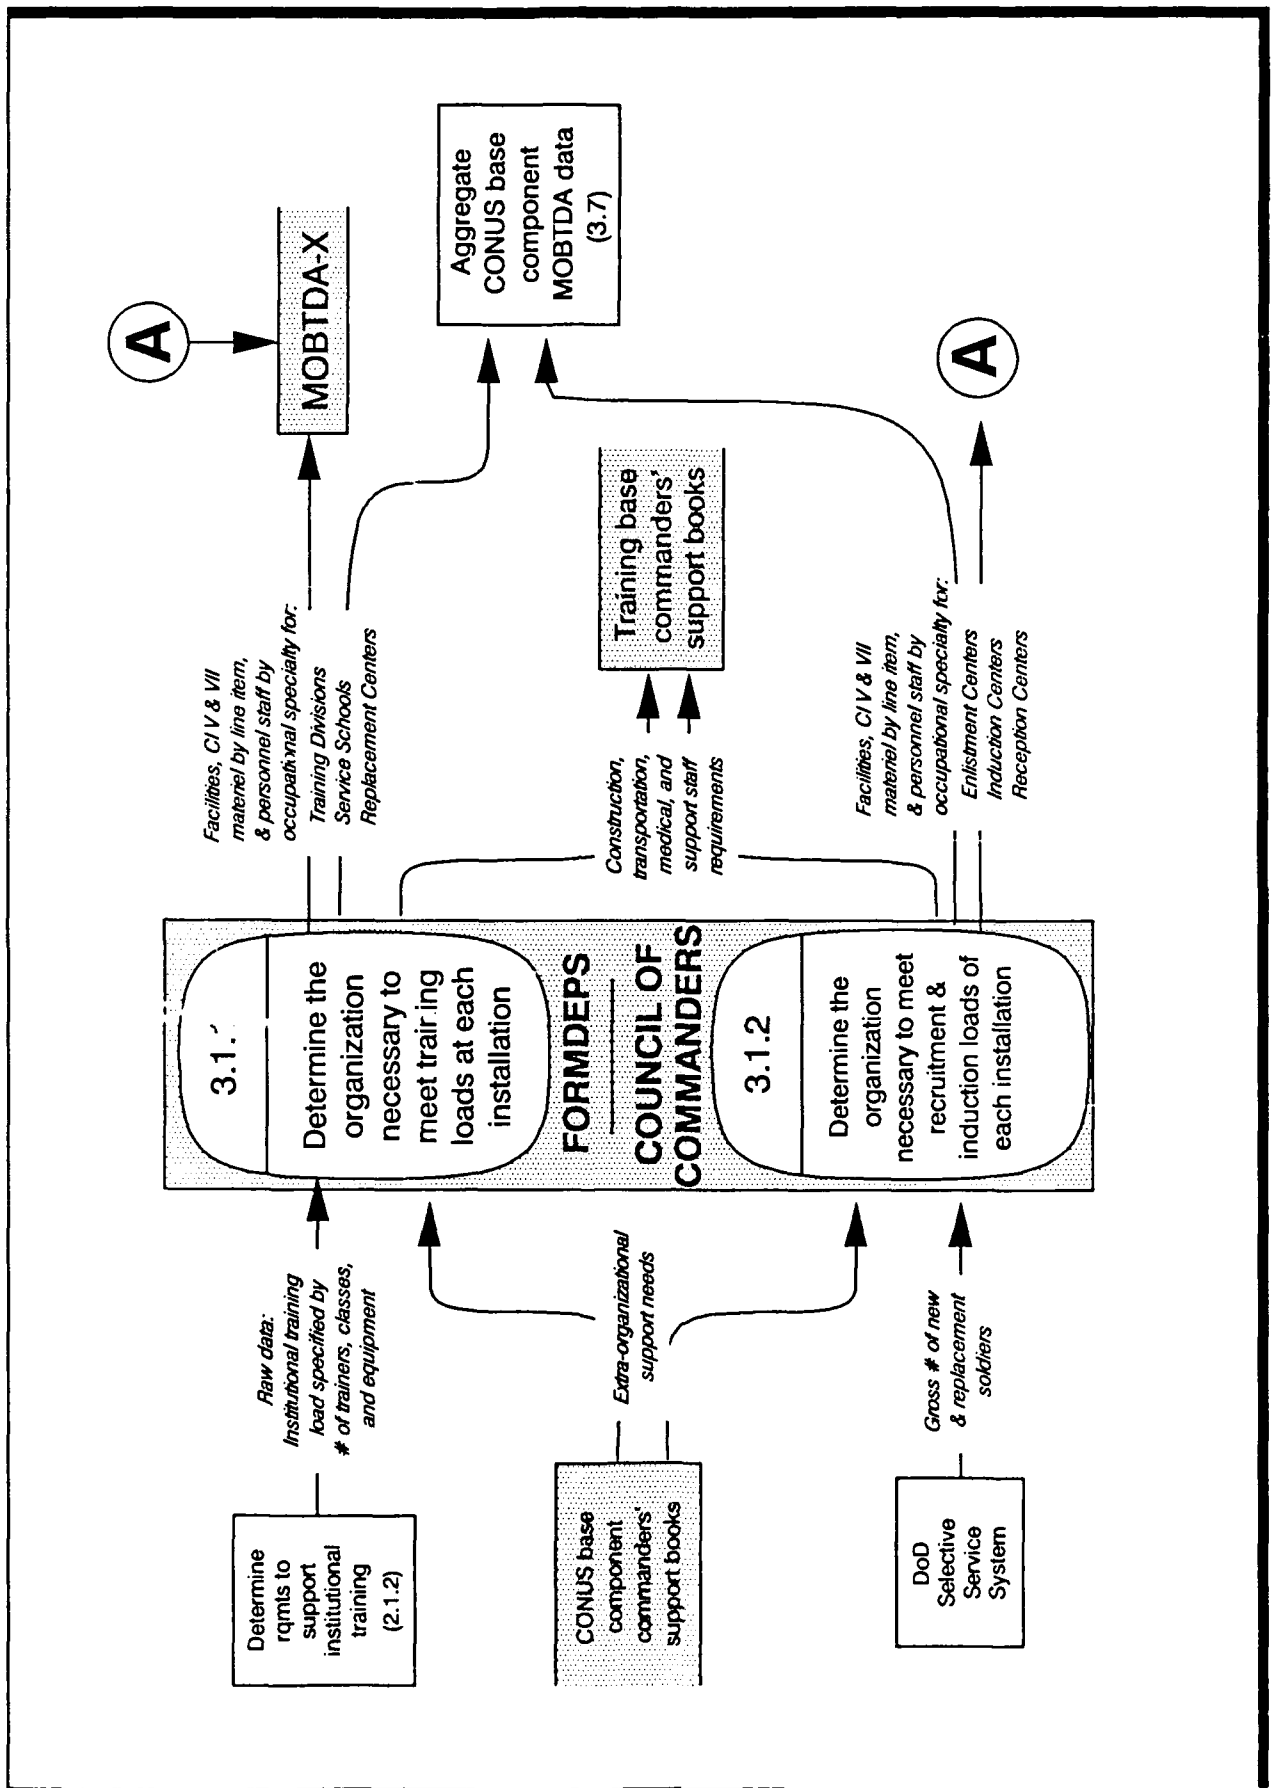 Determine
rqmts to
support
institutional
training
(2.1.2)
Raw data:
Institutional training
load specified by
# of trainers, classes,
and equipment
CONUS base
component
commanders'
support books
Extra-organizational
support needs
DoD
Selective
Service
System
Gross # of new
& replacement
soldiers
Determine the
organization
necessary to
meet training
loads at each
installation
FORMDEPS
COUNCIL OF
COMMANDERS
3.1.2
Determine the
organization
necessary to meet
recruitment &
induction loads of
each installation
Facilities, Cl V & VII
materiel by line item,
& personnel staff by
occupational specialty for:
Training Divisions
Service Schools
Replacement Centers
Construction,
transportation,
medical, and
support staff
requirements
Facilities, Cl V & VII
materiel by line item,
& personnel staff by
occupational specialty for:
Enlistment Centers
Induction Centers
Reception Centers
A
MOBTDA-X
Aggregate
CONUS base
component
MOBTDA data
(3.7)
Training base
commanders'
support books
A